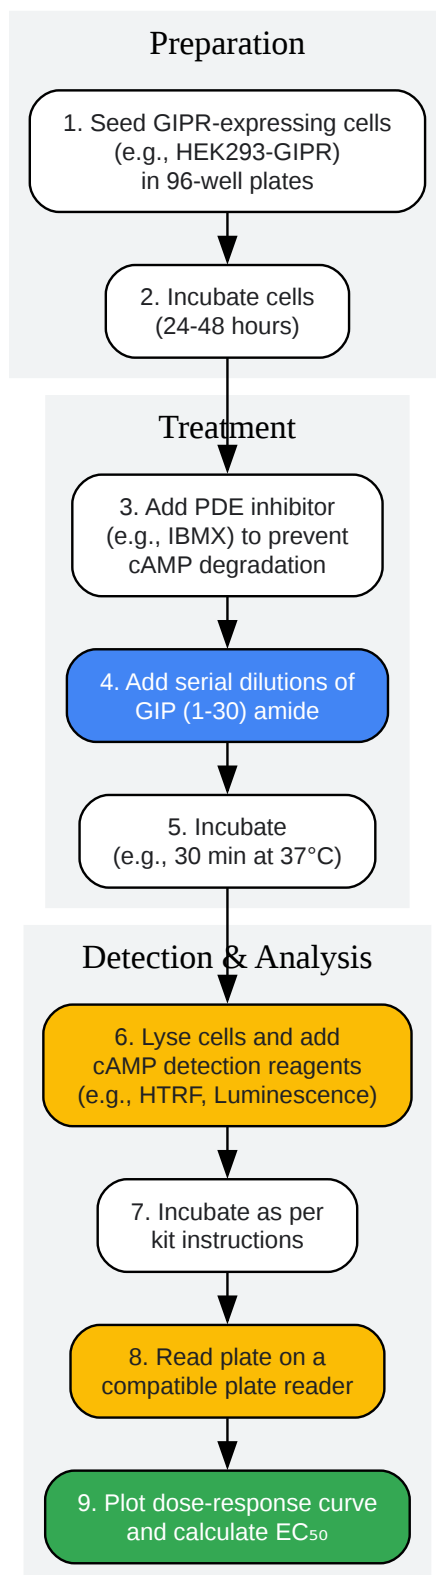 Preparation
1. Seed GIPR-expressing cells
(e.g., HEK293-GIPR)
in 96-well plates
2. Incubate cells
(24-48 hours)
Treatment
3. Add PDE inhibitor
(e.g., IBMX) to prevent
cAMP degradation
4. Add serial dilutions of
GIP (1-30) amide
5. Incubate
(e.g., 30 min at 37°C)
Detection & Analysis
6. Lyse cells and add
cAMP detection reagents
(e.g., HTRF, Luminescence)
7. Incubate as per
kit instructions
8. Read plate on a
compatible plate reader
9. Plot dose-response curve
and calculate EC₅₀